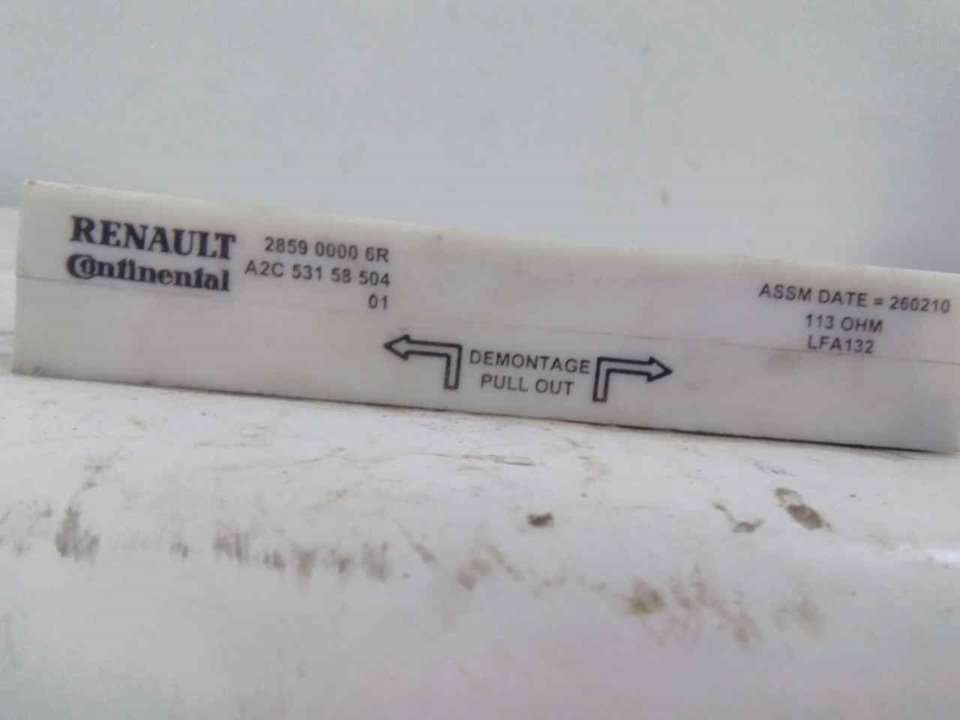 RENAULT 2859 0000 6R
Continental A2C 531 58 504
01
ASSM DATE = 260210
113 OHM
LFA132
DEMONTAGE
PULL OUT